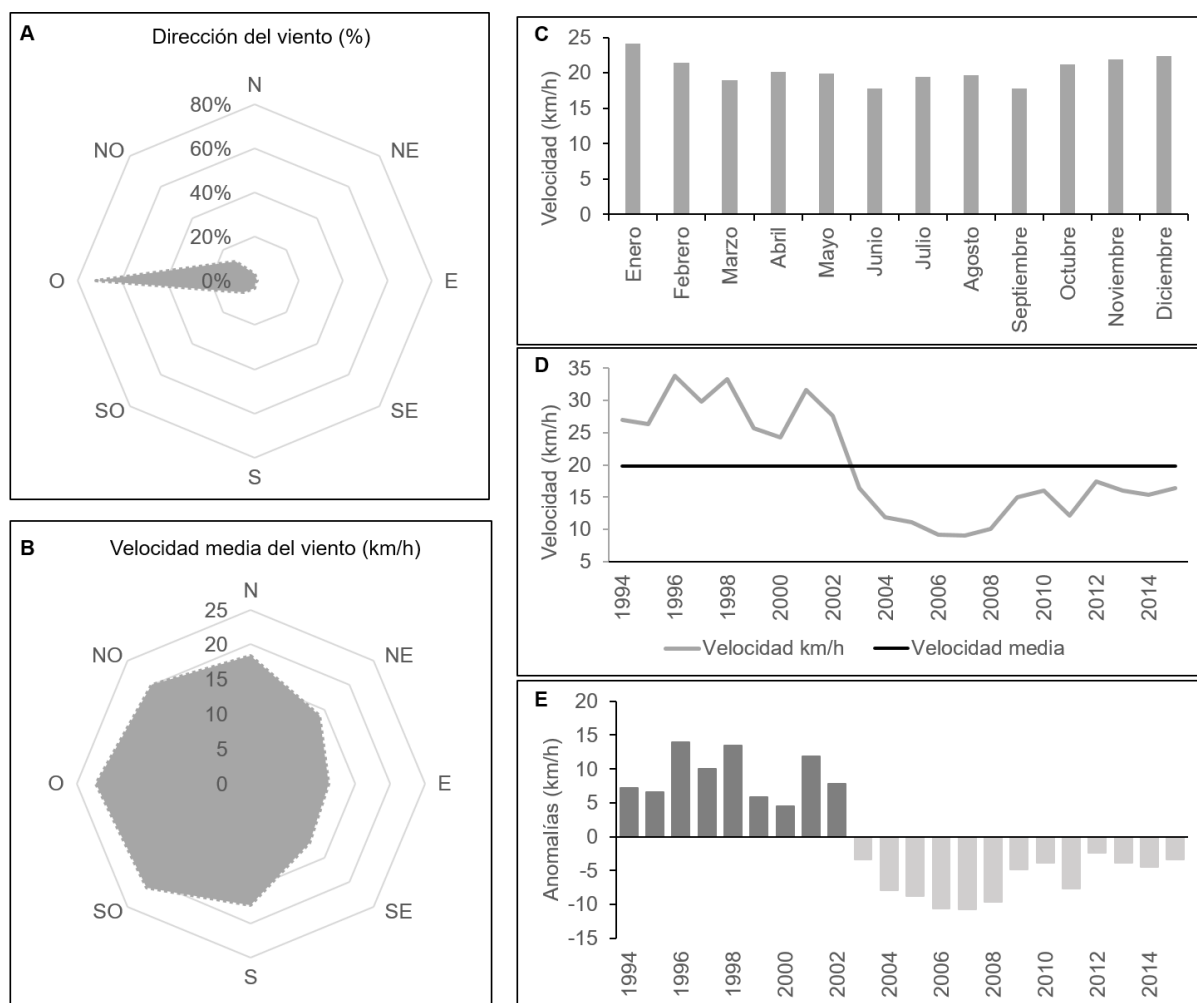 A
Dirección del viento (%)
N
80%
NO
NE
60%
40%
20%
O
0%
E
SO
SE
S
B
Velocidad media del viento (km/h)
N
25
NO
NE
20
15
10
5
O
0
E
SO
SE
S
C
Velocidad (km/h)
25
20
15
10
5
0
Enero
Febrero
Marzo
Abril
Mayo
Junio
Julio
Agosto
Septiembre
Octubre
Noviembre
Diciembre
D
Velocidad (km/h)
35
30
25
20
15
10
5
1994
1996
1998
2000
2002
2004
2006
2008
2010
2012
2014
Velocidad km/h
Velocidad media
E
Anomalías (km/h)
20
15
10
5
0
-5
-10
-15
1994
1996
1998
2000
2002
2004
2006
2008
2010
2012
2014